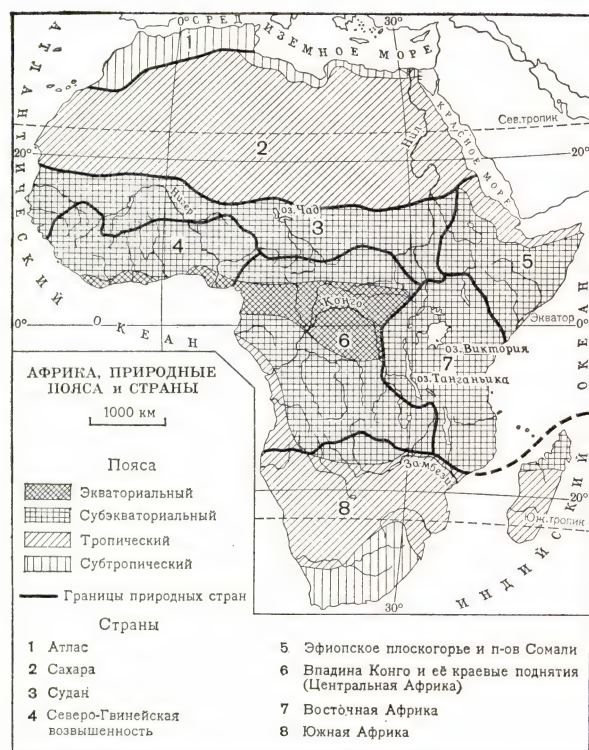 0°
СРЕДИЗЕМНОЕ МОРЕ
30°
АТЛАНТИЧЕСКИЙ ОКЕАН
1
Нил
КРАСНОЕ МОРЕ
Сев. тропик
20°
2
20°
оз. Чад
Нигер
3
4
5
Конго
Экватор
0°
0°
6
оз. Виктория
7
оз. Танганьика
Замбези
20°
8
Юж. тропик
30°
ИНДИЙСКИЙ ОКЕАН
АФРИКА, ПРИРОДНЫЕ
ПОЯСА и СТРАНЫ
1000 км
Пояса
Экваториальный
Субэкваториальный
Тропический
Субтропический
Границы природных стран
Страны
1 Атлас
2 Сахара
3 Судан
4 Северо-Гвинейская
возвышенность
5 Эфиопское плоскогорье и п-ов Сомали
6 Впадина Конго и её краевые поднятия
(Центральная Африка)
7 Восточная Африка
8 Южная Африка